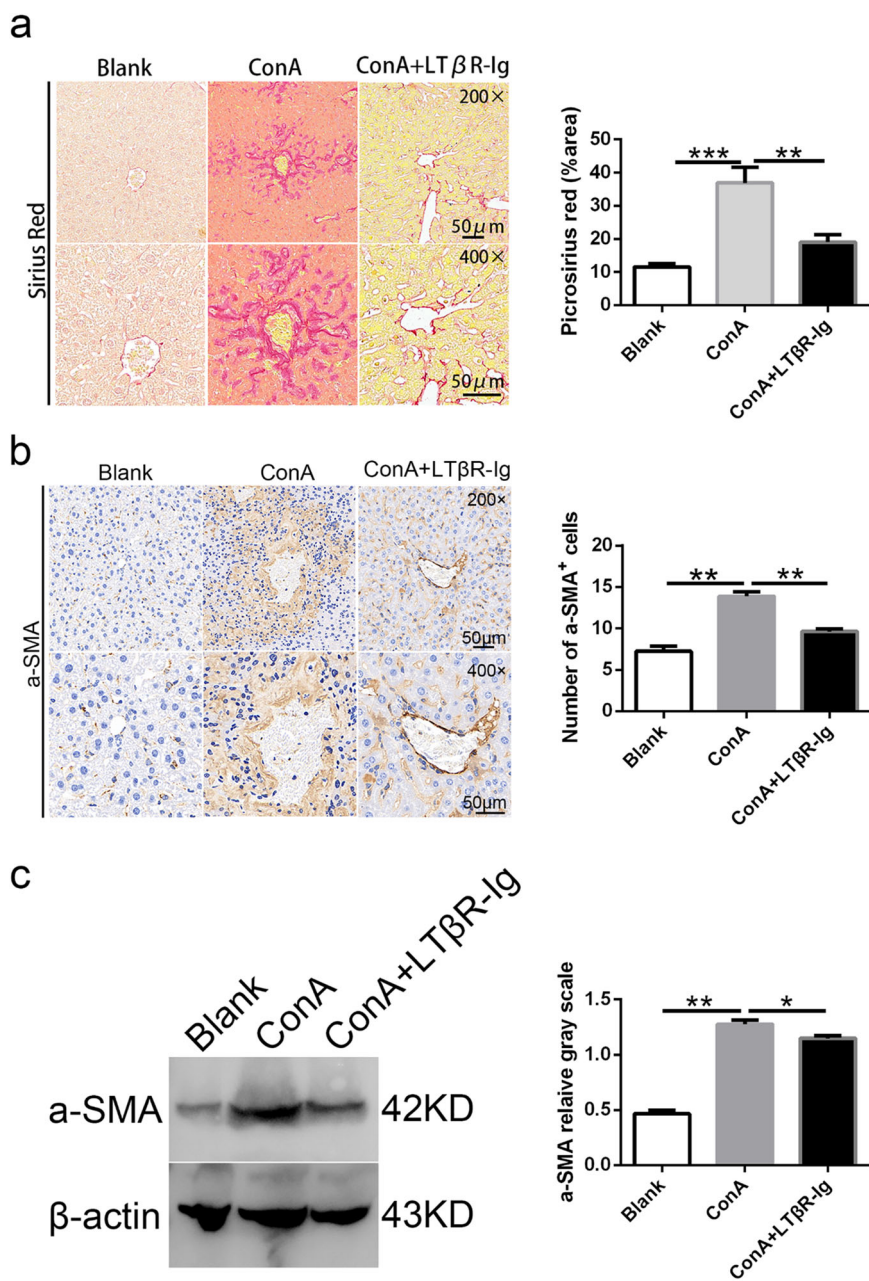 a
Blank ConA ConA+LTβR-Ig
Sirius Red
200×
50μm
400×
50μm
Picrosirius red (%area)
50
40
30
20
10
0
*** **
Blank
ConA
ConA+LTβR-Ig
b
Blank ConA ConA+LTβR-Ig
a-SMA
200×
50μm
400×
50μm
Number of a-SMA⁺ cells
20
15
10
5
0
** **
Blank
ConA
ConA+LTβR-Ig
c
Blank
ConA
ConA+LTβR-Ig
a-SMA 42KD
β-actin 43KD
a-SMA relaive gray scale
1.5
1.0
0.5
0.0
** *
Blank
ConA
ConA+LTβR-Ig